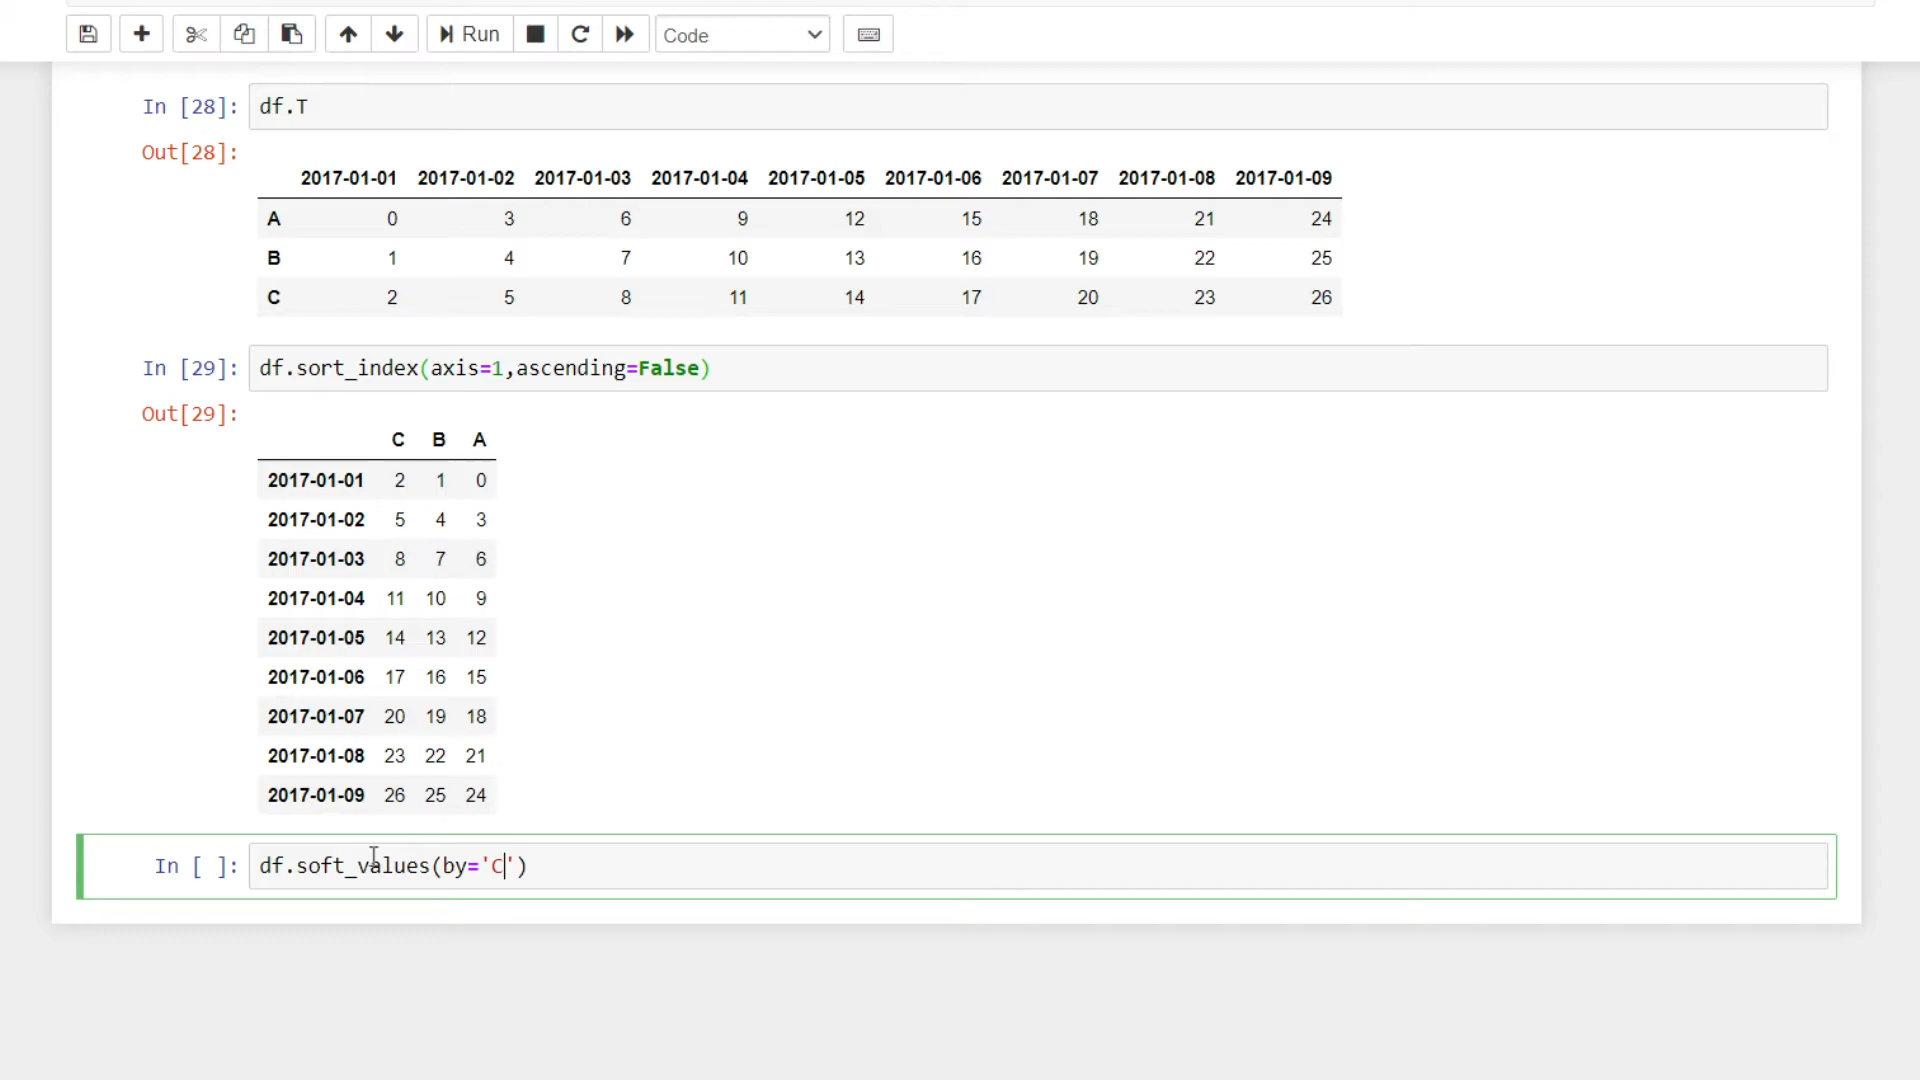 Run Code
In [28]: df.T
Out[28]:
2017-01-01 2017-01-02 2017-01-03 2017-01-04 2017-01-05 2017-01-06 2017-01-07 2017-01-08 2017-01-09
A 0 3 6 9 12 15 18 21 24
B 1 4 7 10 13 16 19 22 25
C 2 5 8 11 14 17 20 23 26
In [29]: df.sort_index(axis=1,ascending=False)
Out[29]:
C B A
2017-01-01 2 1 0
2017-01-02 5 4 3
2017-01-03 8 7 6
2017-01-04 11 10 9
2017-01-05 14 13 12
2017-01-06 17 16 15
2017-01-07 20 19 18
2017-01-08 23 22 21
2017-01-09 26 25 24
In [ ]: df.soft_values(by='C')